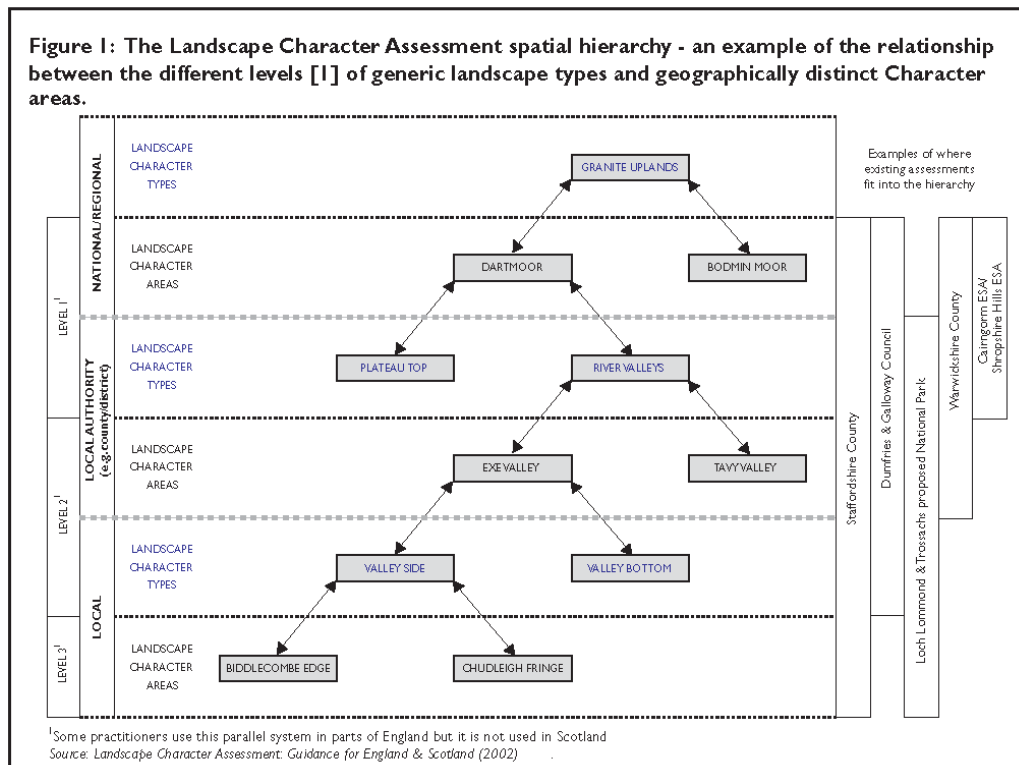 Figure 1: The Landscape Character Assessment spatial hierarchy - an example of the relationship
between the different levels [1] of generic landscape types and geographically distinct Character
areas.
LANDSCAPE
CHARACTER
TYPES
GRANITE UPLANDS
Examples of where
existing assessments
fit into the hierarchy
NATIONAL/REGIONAL
LANDSCAPE
CHARACTER
AREAS
DARTMOOR
BODMIN MOOR
LEVEL 1¹
LANDSCAPE
CHARACTER
TYPES
PLATEAU TOP
RIVER VALLEYS
LOCAL AUTHORITY
(e.g.county/district)
LANDSCAPE
CHARACTER
AREAS
EXE VALLEY
TAVY VALLEY
LEVEL 2¹
LANDSCAPE
CHARACTER
TYPES
VALLEY SIDE
VALLEY BOTTOM
LOCAL
LEVEL 3¹
LANDSCAPE
CHARACTER
AREAS
BIDDLECOMBE EDGE
CHUDLEIGH FRINGE
Staffordshire County
Dumfries & Galloway Council
Loch Lommond & Trossachs proposed National Park
Warwickshire County
Cairngorm ESA/
Shropshire Hills ESA
¹Some practitioners use this parallel system in parts of England but it is not used in Scotland
Source: Landscape Character Assessment: Guidance for England & Scotland (2002)